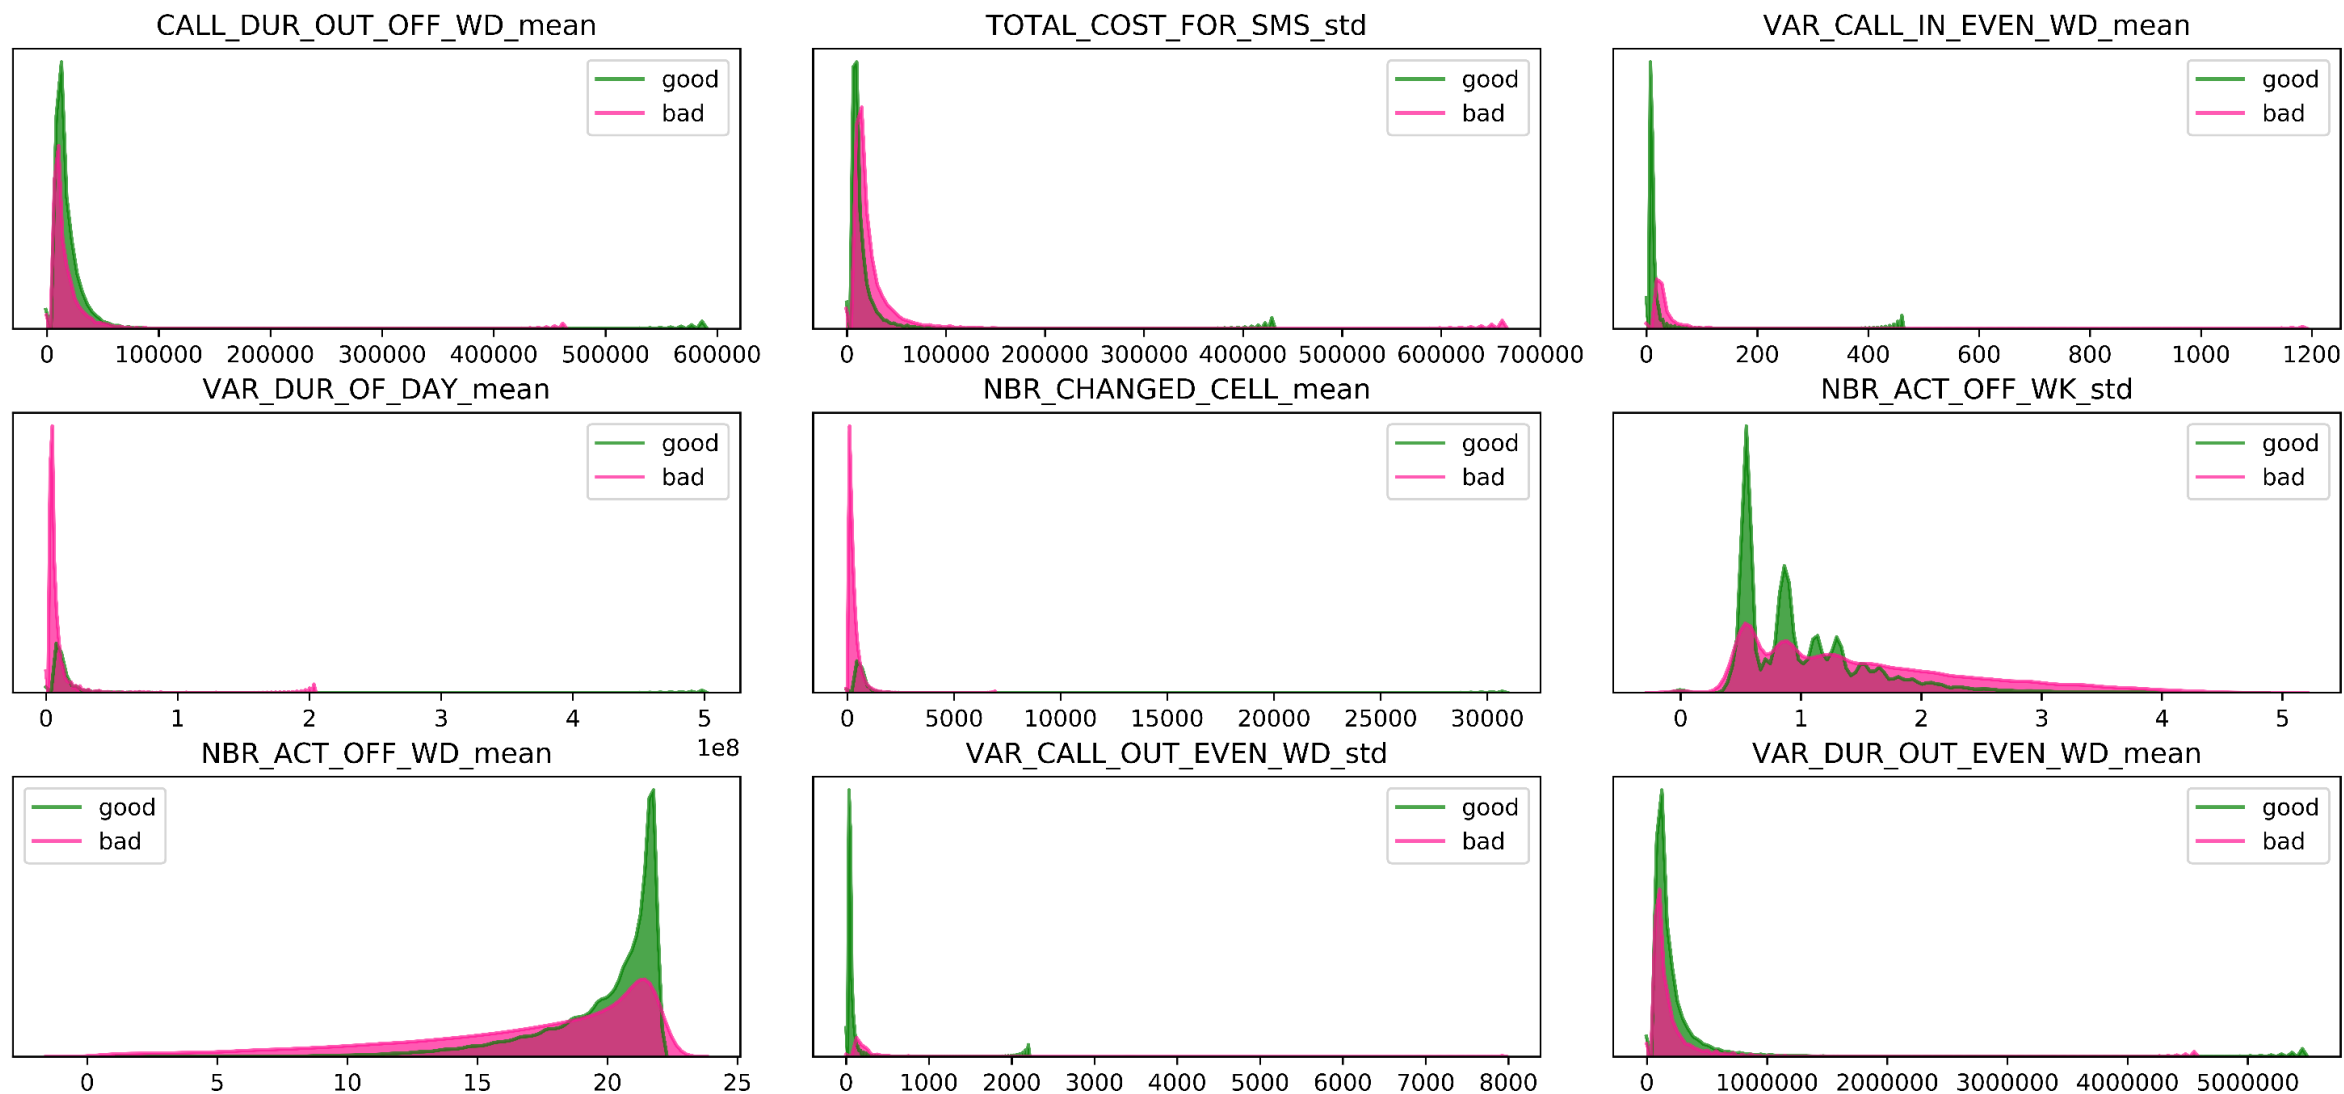 CALL_DUR_OUT_OFF_WD_mean
good
bad
0 100000 200000 300000 400000 500000 600000
TOTAL_COST_FOR_SMS_std
good
bad
0 100000 200000 300000 400000 500000 600000 700000
VAR_CALL_IN_EVEN_WD_mean
good
bad
0 200 400 600 800 1000 1200
VAR_DUR_OF_DAY_mean
good
bad
0 1 2 3 4 5
1e8
NBR_CHANGED_CELL_mean
good
bad
0 5000 10000 15000 20000 25000 30000
NBR_ACT_OFF_WK_std
good
bad
0 1 2 3 4 5
NBR_ACT_OFF_WD_mean
good
bad
0 5 10 15 20 25
VAR_CALL_OUT_EVEN_WD_std
good
bad
0 1000 2000 3000 4000 5000 6000 7000 8000
VAR_DUR_OUT_EVEN_WD_mean
good
bad
0 1000000 2000000 3000000 4000000 5000000